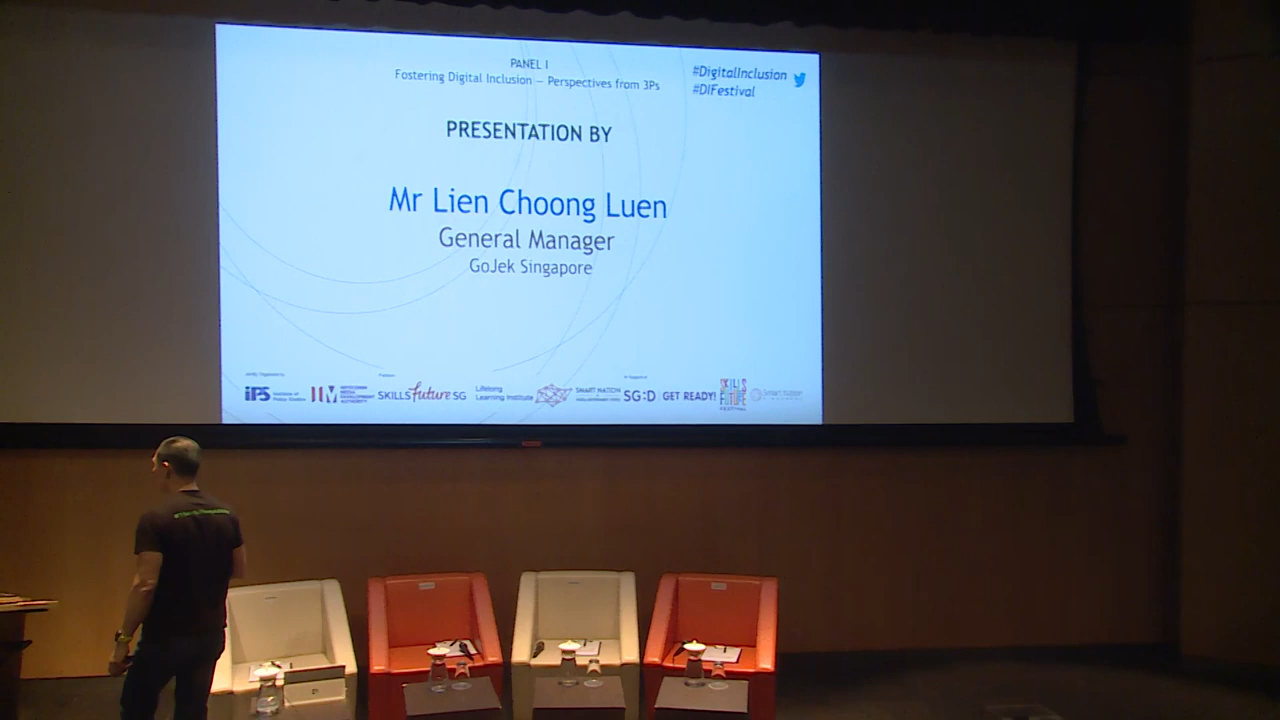 PANEL I
Fostering Digital Inclusion – Perspectives from 3Ps
#DigitalInclusion
#DIFestival
PRESENTATION BY
Mr Lien Choong Luen
General Manager
GoJek Singapore
iPS Institute of Policy Studies
INFOCOMM MEDIA DEVELOPMENT AUTHORITY
SKILLSfuture SG
Lifelong Learning Institute
SMART NATION
SG:D GET READY!
SKILLS FUTURE FESTIVAL
Smart Nation